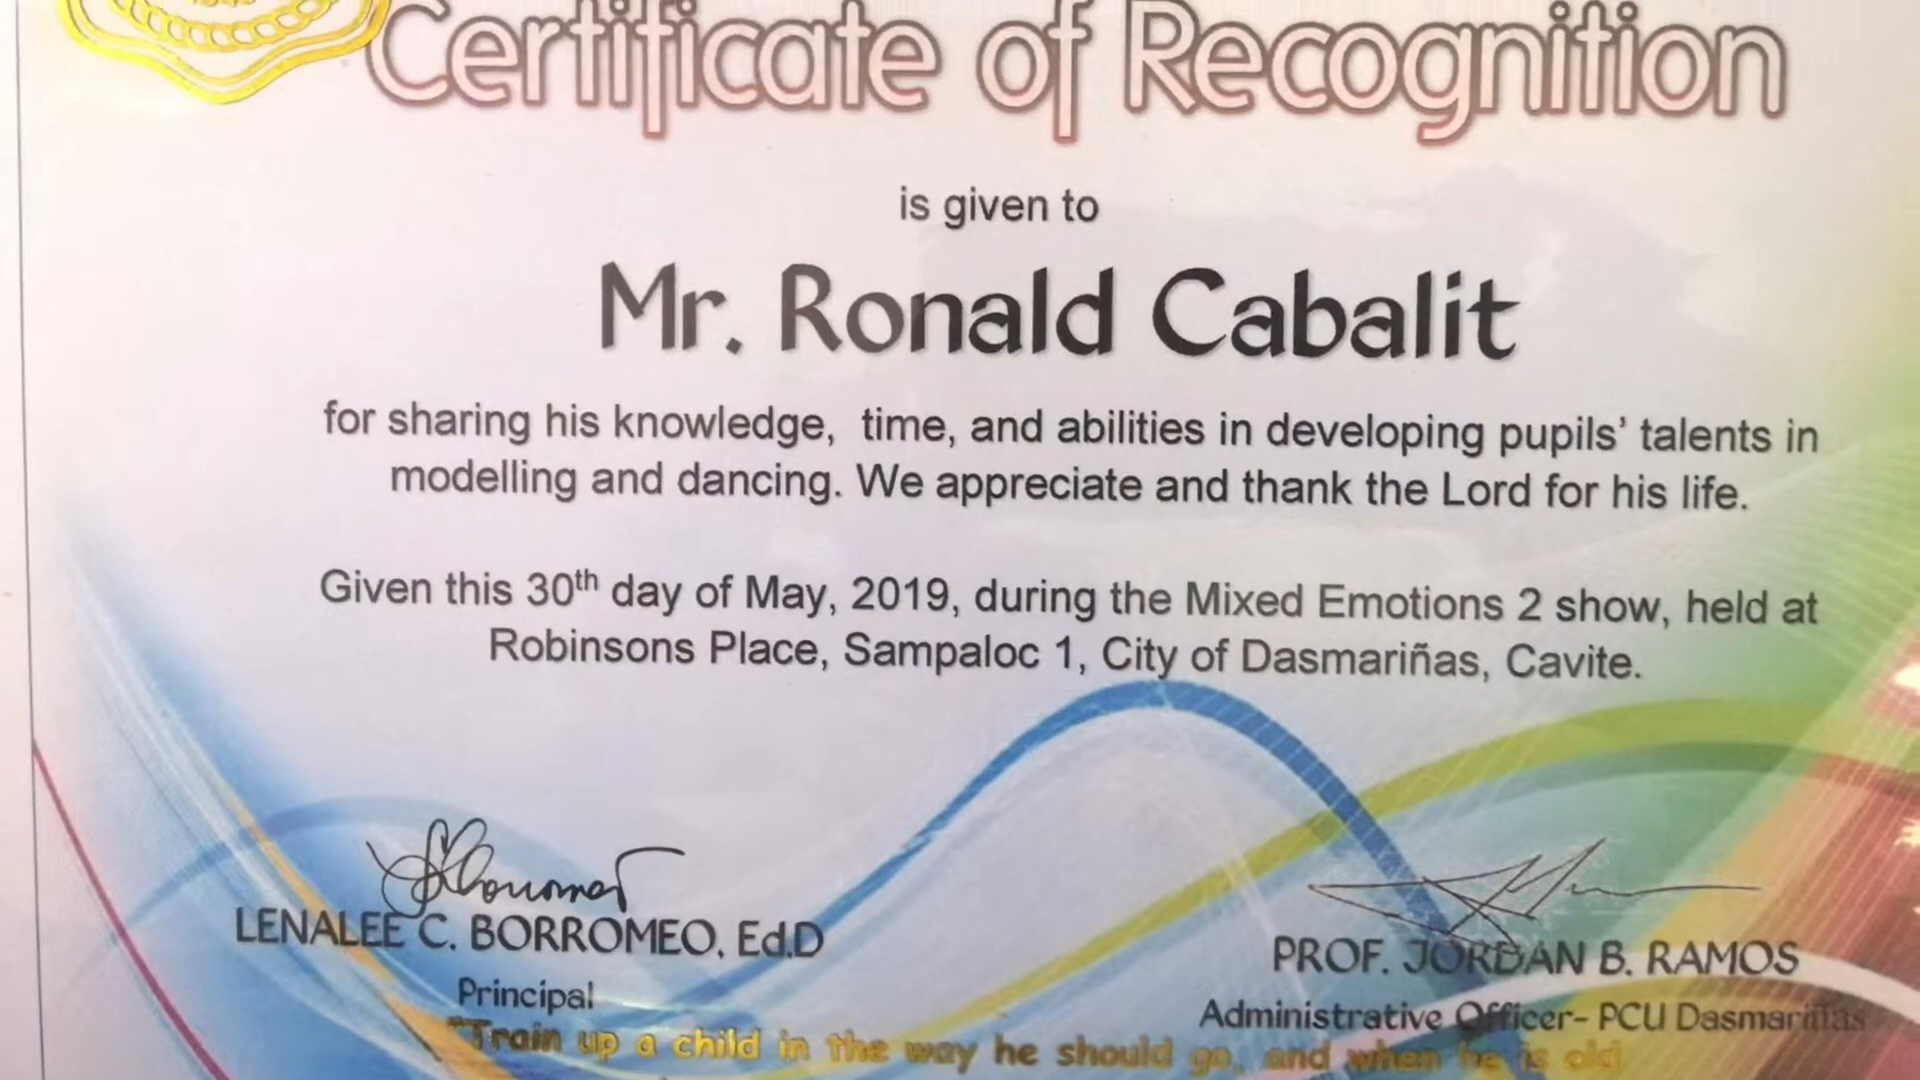 Certificate of Recognition
is given to
Mr. Ronald Cabalit
for sharing his knowledge, time, and abilities in developing pupils' talents in
modelling and dancing. We appreciate and thank the Lord for his life.
Given this 30th day of May, 2019, during the Mixed Emotions 2 show, held at
Robinsons Place, Sampaloc 1, City of Dasmariñas, Cavite.
LENALEE C. BORROMEO, Ed.D
Principal
PROF. JORDAN B. RAMOS
Administrative Officer- PCU Dasmariñas
"Train up a child in the way he should go, and when he is old